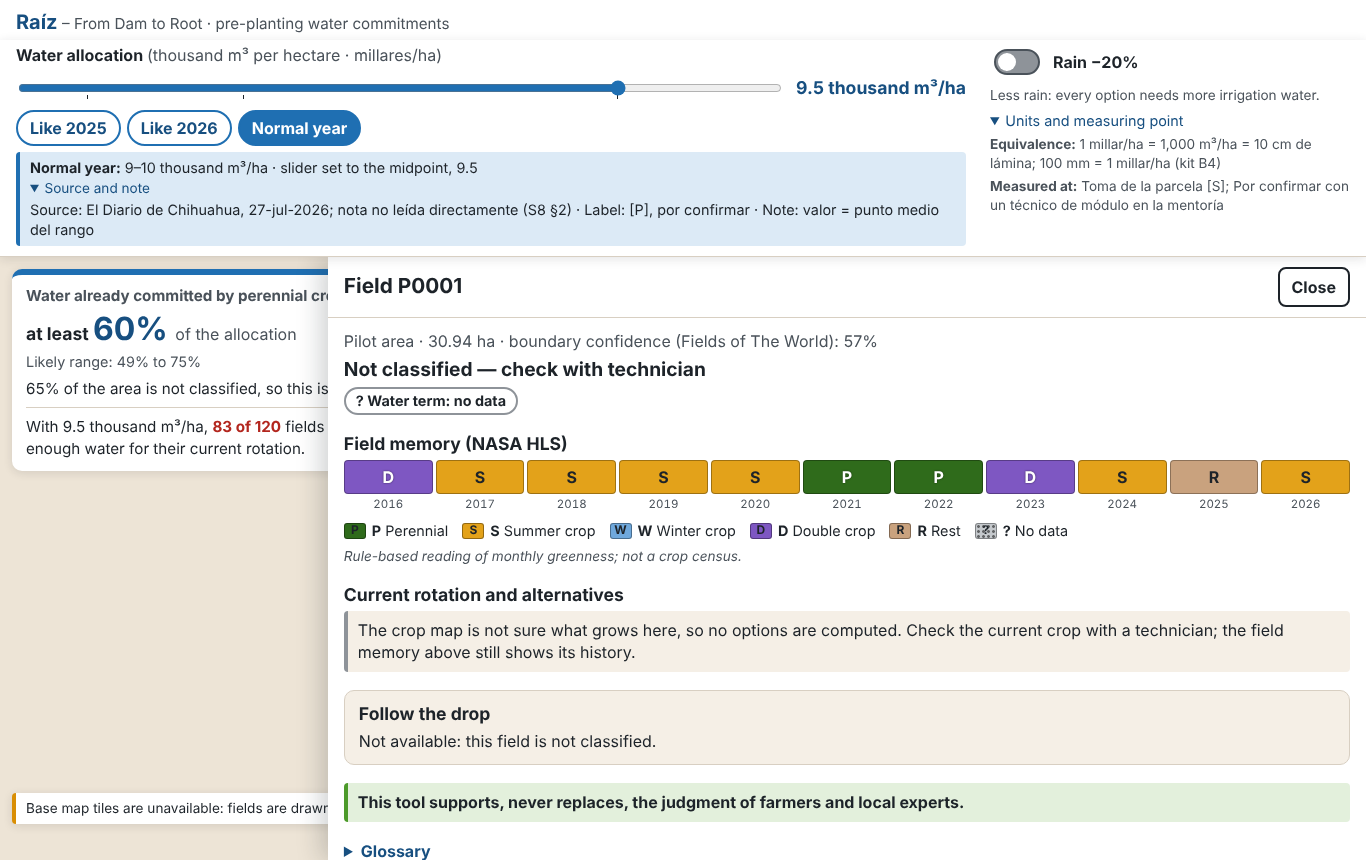 Raíz – From Dam to Root · pre-planting water commitments
Water allocation (thousand m³ per hectare · millares/ha)
9.5 thousand m³/ha
Like 2025
Like 2026
Normal year
Normal year: 9–10 thousand m³/ha · slider set to the midpoint, 9.5
▼ Source and note
Source: El Diario de Chihuahua, 27-jul-2026; nota no leída directamente (S8 §2) · Label: [P], por confirmar · Note: valor = punto medio
del rango
Rain −20%
Less rain: every option needs more irrigation water.
▼ Units and measuring point
Equivalence: 1 millar/ha = 1,000 m³/ha = 10 cm de
lámina; 100 mm = 1 millar/ha (kit B4)
Measured at: Toma de la parcela [S]; Por confirmar con
un técnico de módulo en la mentoría
Water already committed by perennial
at least 60% of the allocation
Likely range: 49% to 75%
65% of the area is not classified, so this is
With 9.5 thousand m³/ha, 83 of 120 fields
enough water for their current rotation.
Base map tiles are unavailable: fields are
Field P0001
Close
Pilot area · 30.94 ha · boundary confidence (Fields of The World): 57%
Not classified — check with technician
? Water term: no data
Field memory (NASA HLS)
D S S S S P P D S R S
2016 2017 2018 2019 2020 2021 2022 2023 2024 2025 2026
P P Perennial S S Summer crop W W Winter crop D D Double crop R R Rest ? ? No data
Rule-based reading of monthly greenness; not a crop census.
Current rotation and alternatives
The crop map is not sure what grows here, so no options are computed. Check the current crop with a technician; the field
memory above still shows its history.
Follow the drop
Not available: this field is not classified.
This tool supports, never replaces, the judgment of farmers and local experts.
▶ Glossary